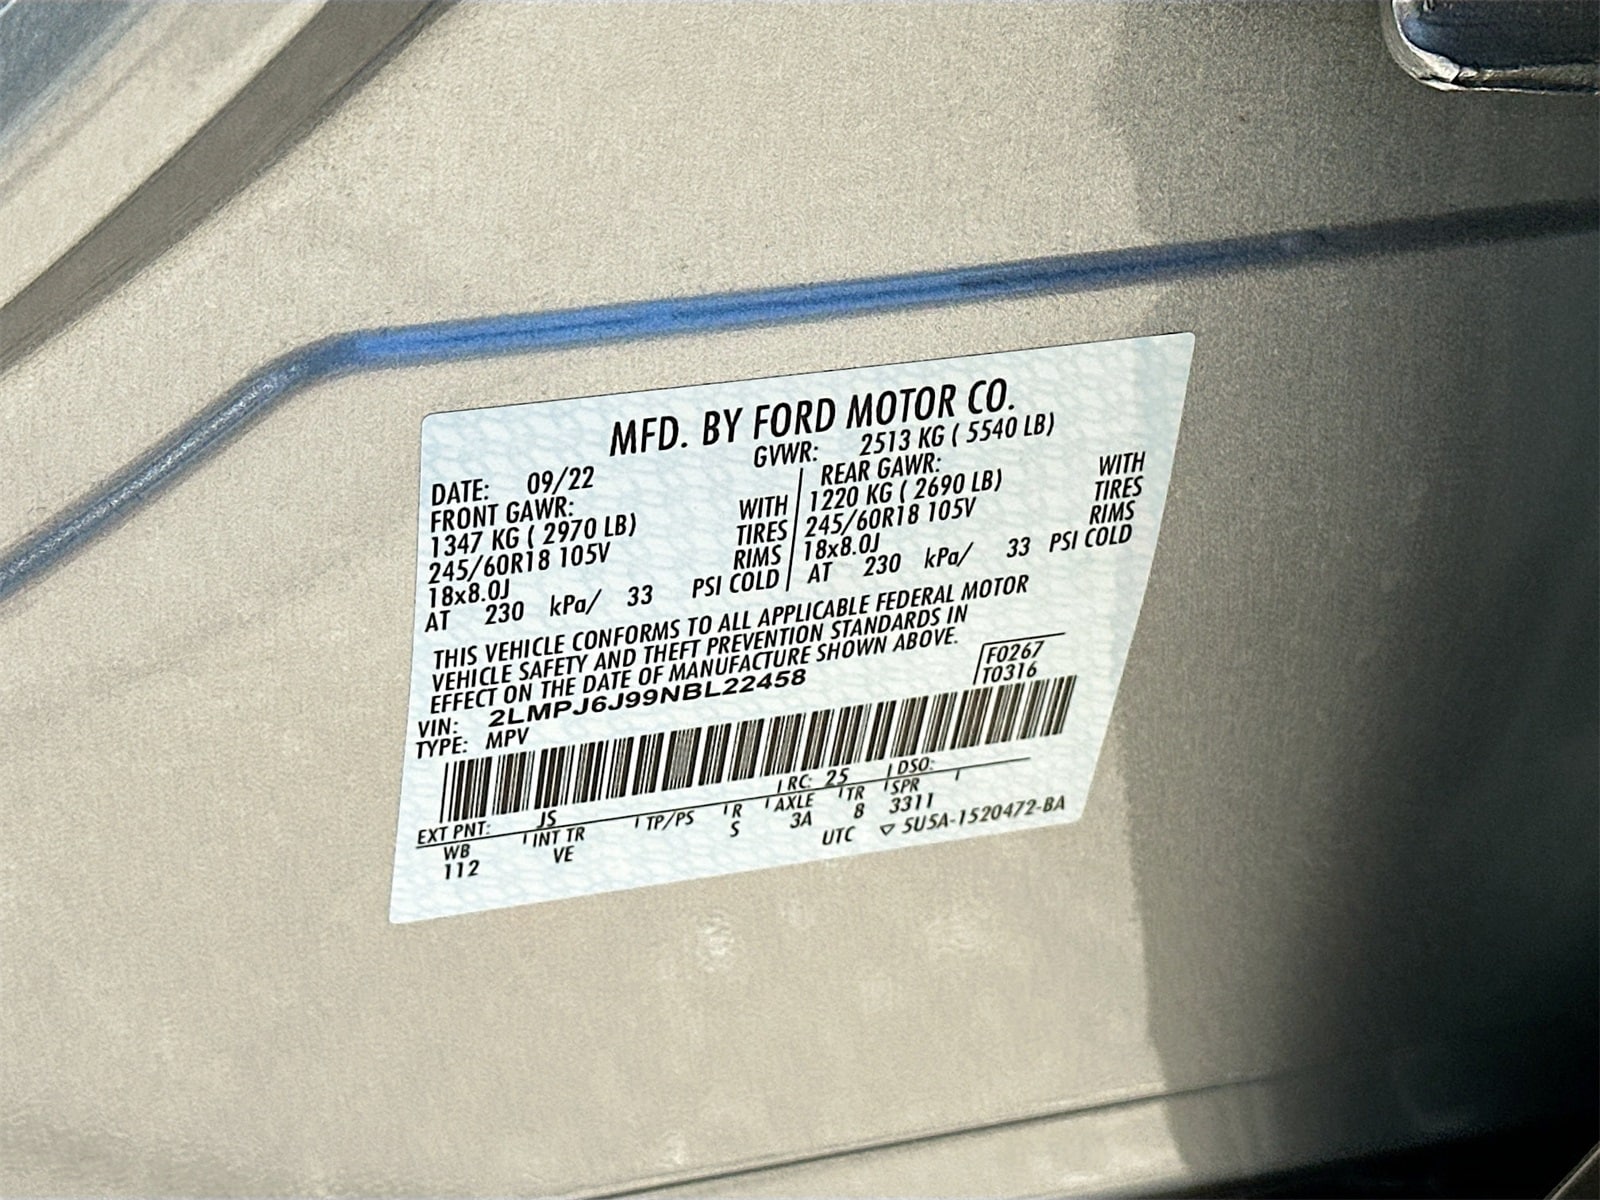 MFD. BY FORD MOTOR CO.
DATE: 09/22 GVWR: 2513 KG ( 5540 LB)
FRONT GAWR: REAR GAWR:
1347 KG ( 2970 LB) WITH 1220 KG ( 2690 LB) WITH
245/60R18 105V TIRES 245/60R18 105V TIRES
18x8.0J RIMS 18x8.0J RIMS
AT 230 kPa/ 33 PSI COLD AT 230 kPa/ 33 PSI COLD
THIS VEHICLE CONFORMS TO ALL APPLICABLE FEDERAL MOTOR
VEHICLE SAFETY AND THEFT PREVENTION STANDARDS IN
EFFECT ON THE DATE OF MANUFACTURE SHOWN ABOVE.
VIN: 2LMPJ6J99NBL22458 F0267
TYPE: MPV T0316
EXT PNT: JS RC: 25 DSO:
WB INT TR TP/PS R AXLE TR SPR
112 VE S 3A 8 3311
UTC ▽ 5U5A-1520472-BA